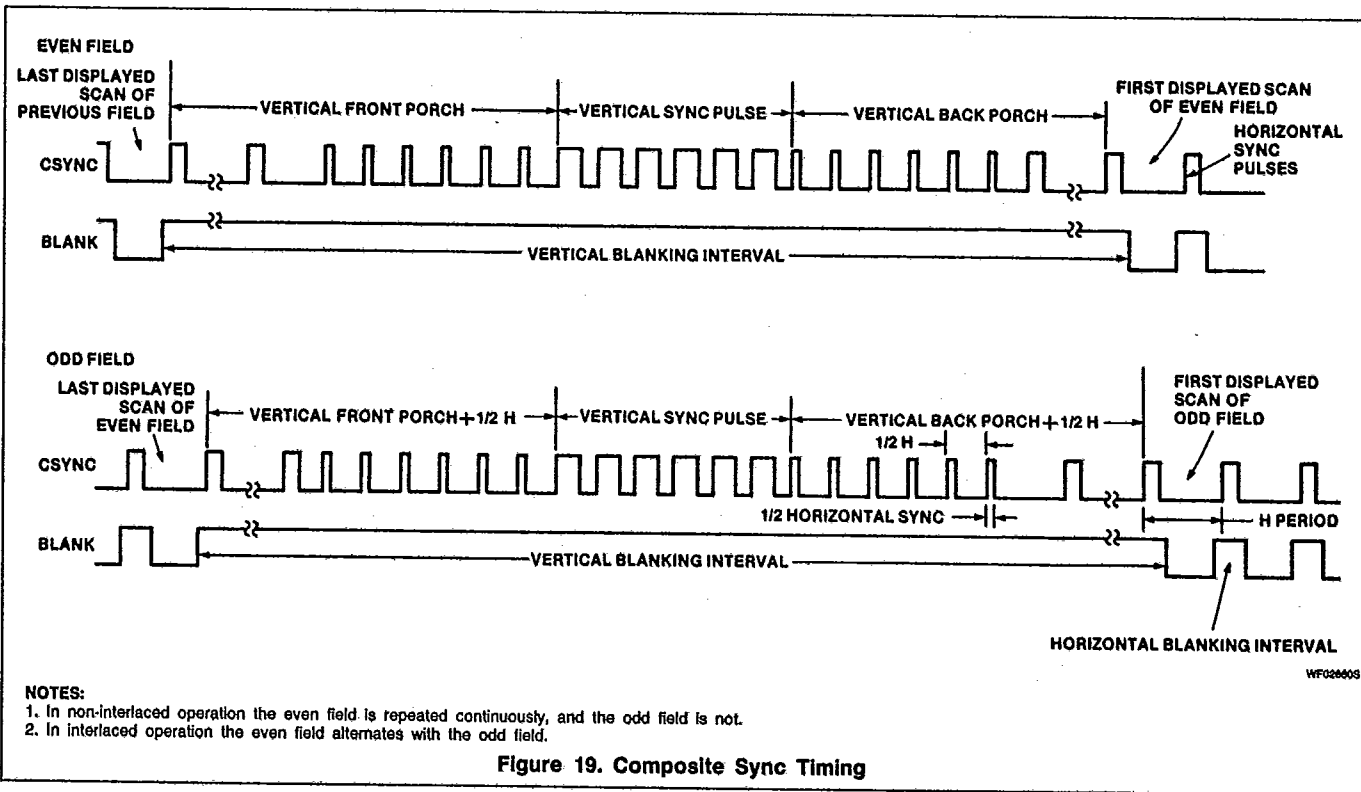 EVEN FIELD
LAST DISPLAYED
SCAN OF
PREVIOUS FIELD
VERTICAL FRONT PORCH
VERTICAL SYNC PULSE
VERTICAL BACK PORCH
FIRST DISPLAYED SCAN
OF EVEN FIELD
HORIZONTAL
SYNC
PULSES
CSYNC
BLANK
VERTICAL BLANKING INTERVAL
ODD FIELD
LAST DISPLAYED
SCAN OF
EVEN FIELD
VERTICAL FRONT PORCH+1/2 H
VERTICAL SYNC PULSE
VERTICAL BACK PORCH+1/2 H
FIRST DISPLAYED
SCAN OF
ODD FIELD
1/2 H
CSYNC
1/2 HORIZONTAL SYNC
H PERIOD
BLANK
VERTICAL BLANKING INTERVAL
HORIZONTAL BLANKING INTERVAL
NOTES:
1. In non-interlaced operation the even field is repeated continuously, and the odd field is not.
2. In interlaced operation the even field alternates with the odd field.
Figure 19. Composite Sync Timing